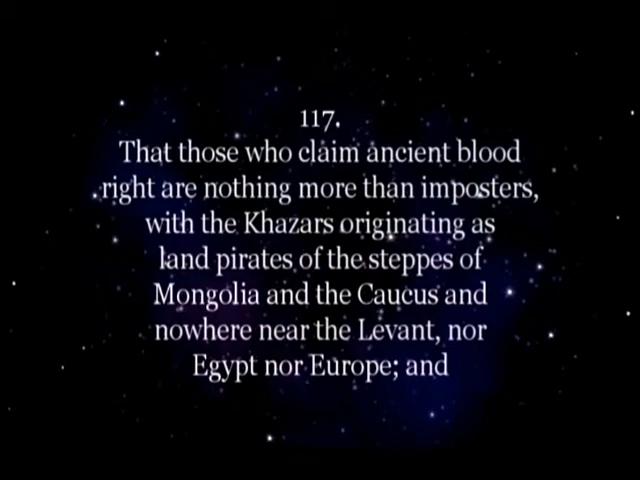 117.
That those who claim ancient blood
right are nothing more than imposters,
with the Khazars originating as
land pirates of the steppes of
Mongolia and the Caucus and
nowhere near the Levant, nor
Egypt nor Europe; and